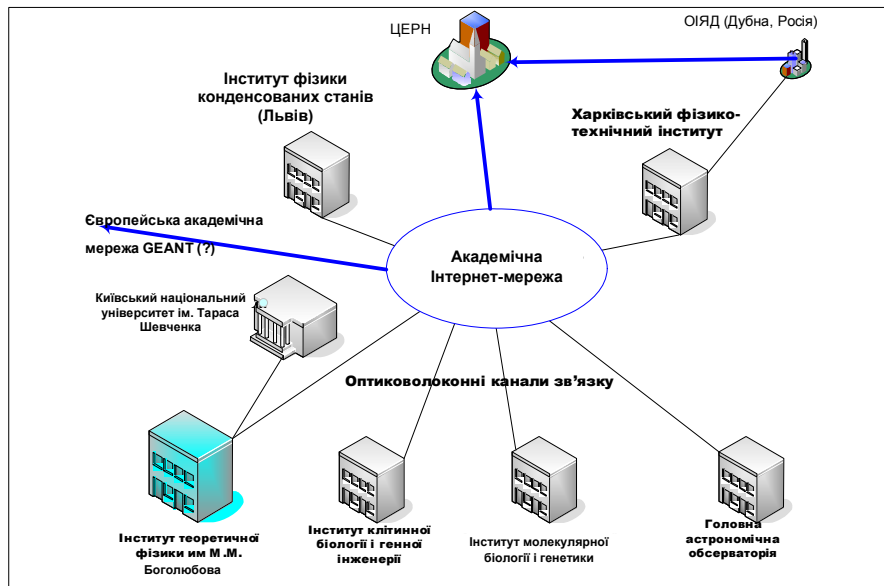 ЦЕРН
ОІЯД (Дубна, Росія)
Інститут фізики
конденсованих станів
(Львів)
Харківський фізико-
технічний інститут
Європейська академічна
мережа GEANT (?)
Академічна
Інтернет-мережа
Київський національний
університет ім. Тараса
Шевченка
Оптиковолоконні канали зв’язку
Інститут теоретичної
фізики им М.М.
Боголюбова
Інститут клітинної
біології і генної
інженерії
Інститут молекулярної
біології і генетики
Головна
астрономічна
обсерваторія